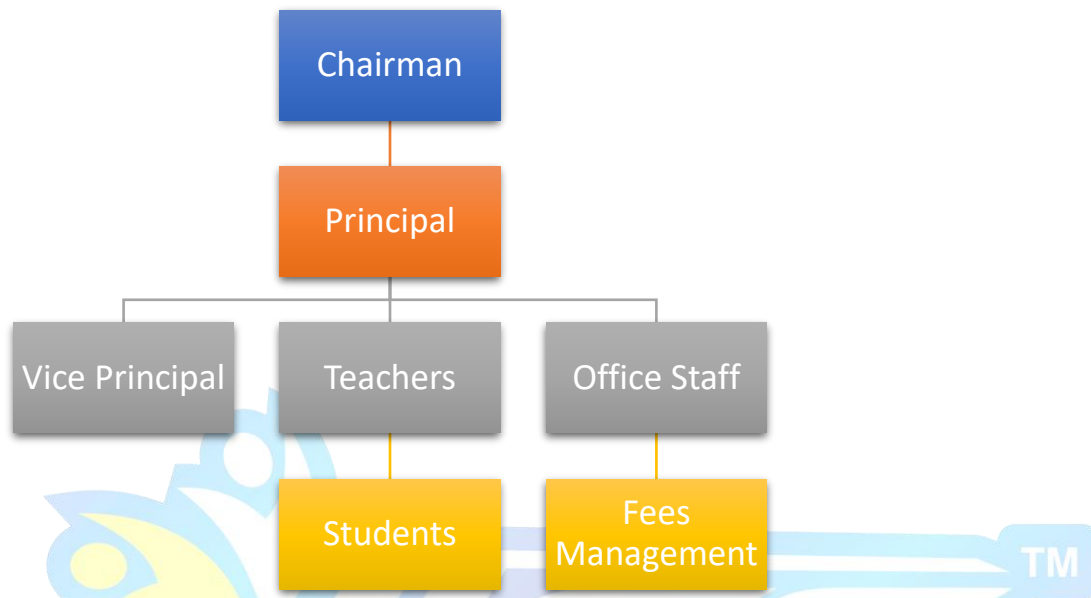 Chairman
Principal
Vice Principal
Teachers
Office Staff
Students
Fees
Management
TM